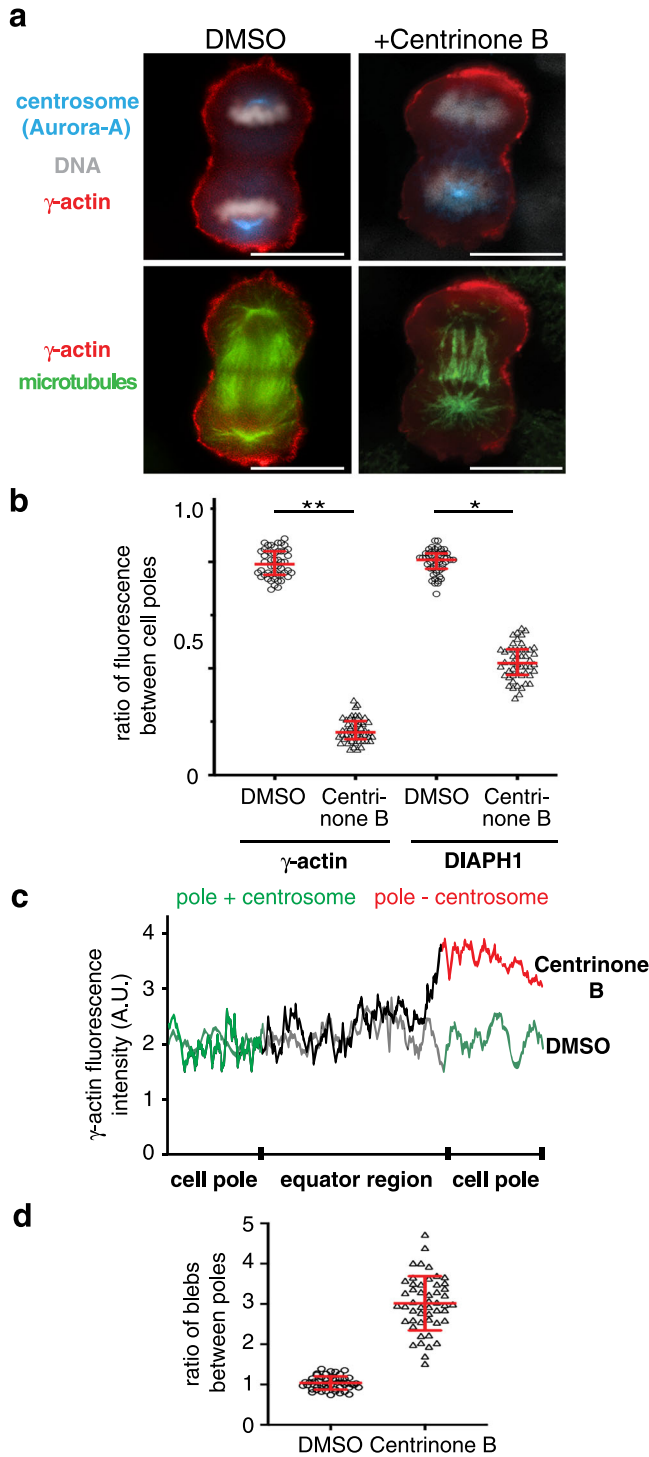 a
DMSO
+Centrinone B
centrosome
(Aurora-A)
DNA
γ-actin
γ-actin
microtubules
b
**
*
1.0
0.5
0
ratio of fluorescence
between cell poles
DMSO
Centri-
none B
DMSO
Centri-
none B
γ-actin
DIAPH1
c
pole + centrosome
pole - centrosome
4
3
2
1
0
γ-actin fluorescence
intensity (A.U.)
Centrinone
B
DMSO
cell pole
equator region
cell pole
d
5
4
3
2
1
0
ratio of blebs
between poles
DMSO
Centrinone B